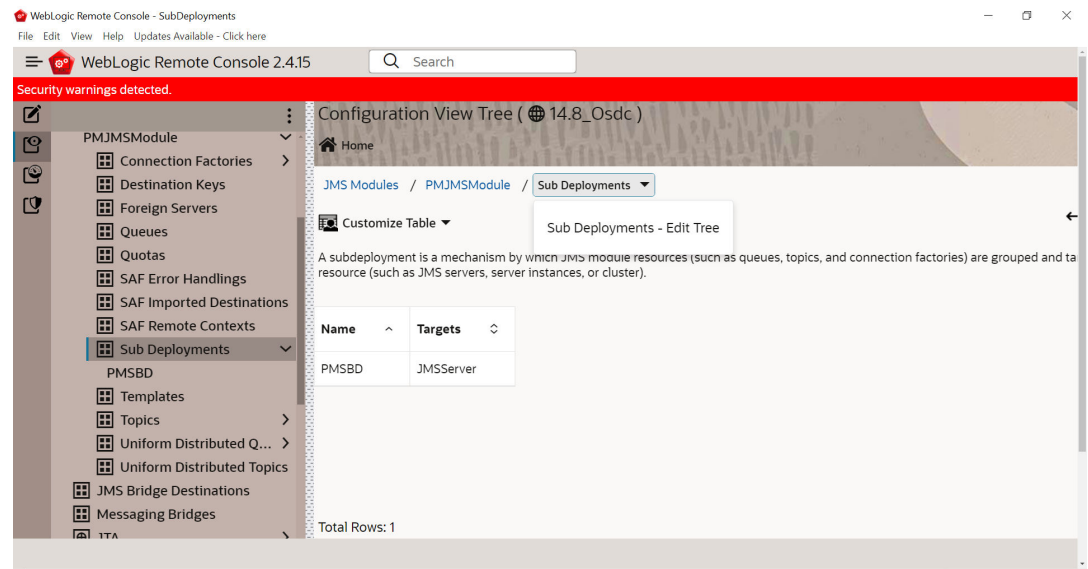 WebLogic Remote Console - SubDeployments
File Edit View Help Updates Available - Click here
WebLogic Remote Console 2.4.15
Search
Security warnings detected.
PMJMSModule
Connection Factories
Destination Keys
Foreign Servers
Queues
Quotas
SAF Error Handlings
SAF Imported Destinations
SAF Remote Contexts
Sub Deployments
PMSBD
Templates
Topics
Uniform Distributed Q...
Uniform Distributed Topics
JMS Bridge Destinations
Messaging Bridges
JTA
Configuration View Tree ( 14.8_Osdc )
Home
JMS Modules / PMJMSModule / Sub Deployments
Customize Table
Sub Deployments - Edit Tree
A subdeployment is a mechanism by which JMS module resources (such as queues, topics, and connection factories) are grouped and ta
resource (such as JMS servers, server instances, or cluster).
Name Targets
PMSBD JMSServer
Total Rows: 1